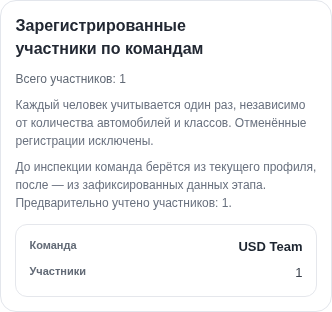 Зарегистрированные
участники по командам
Всего участников: 1
Каждый человек учитывается один раз, независимо
от количества автомобилей и классов. Отменённые
регистрации исключены.
До инспекции команда берётся из текущего профиля,
после — из зафиксированных данных этапа.
Предварительно учтено участников: 1.
Команда USD Team
Участники 1